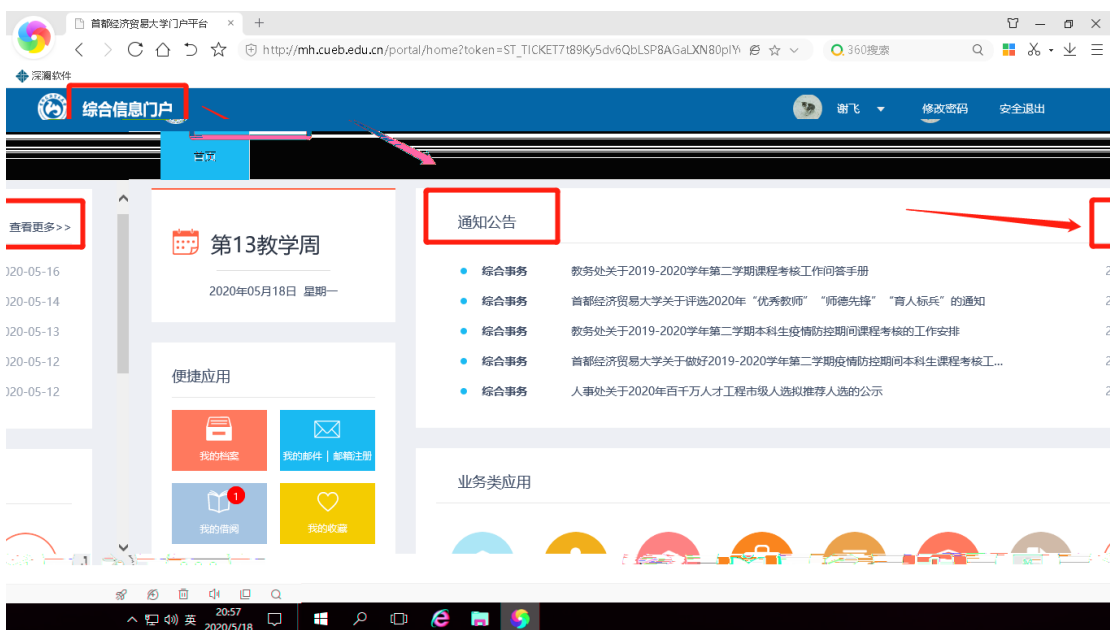 首都经济贸易大学门户平台
http://mh.cueb.edu.cn/portal/home?token=ST_TICKET7t89Ky5dv6QbLSP8AGaLXN80plY
360搜索
深澜软件
综合信息门户
谢飞
修改密码
安全退出
首页
查看更多>>
020-05-16
020-05-14
020-05-13
020-05-12
020-05-12
第13教学周
2020年05月18日 星期一
通知公告
综合事务 教务处关于2019-2020学年第二学期课程考核工作问答手册
综合事务 首都经济贸易大学关于评选2020年“优秀教师”“师德先锋”“育人标兵”的通知
综合事务 教务处关于2019-2020学年第二学期本科生疫情防控期间课程考核的工作安排
综合事务 首都经济贸易大学关于做好2019-2020学年第二学期疫情防控期间本科生课程考核工...
综合事务 人事处关于2020年百千万人才工程市级人选拟推荐人选的公示
便捷应用
我的档案
我的邮件 | 邮箱注册
1
我的借阅
我的收藏
业务类应用
英
20:57
2020/5/18